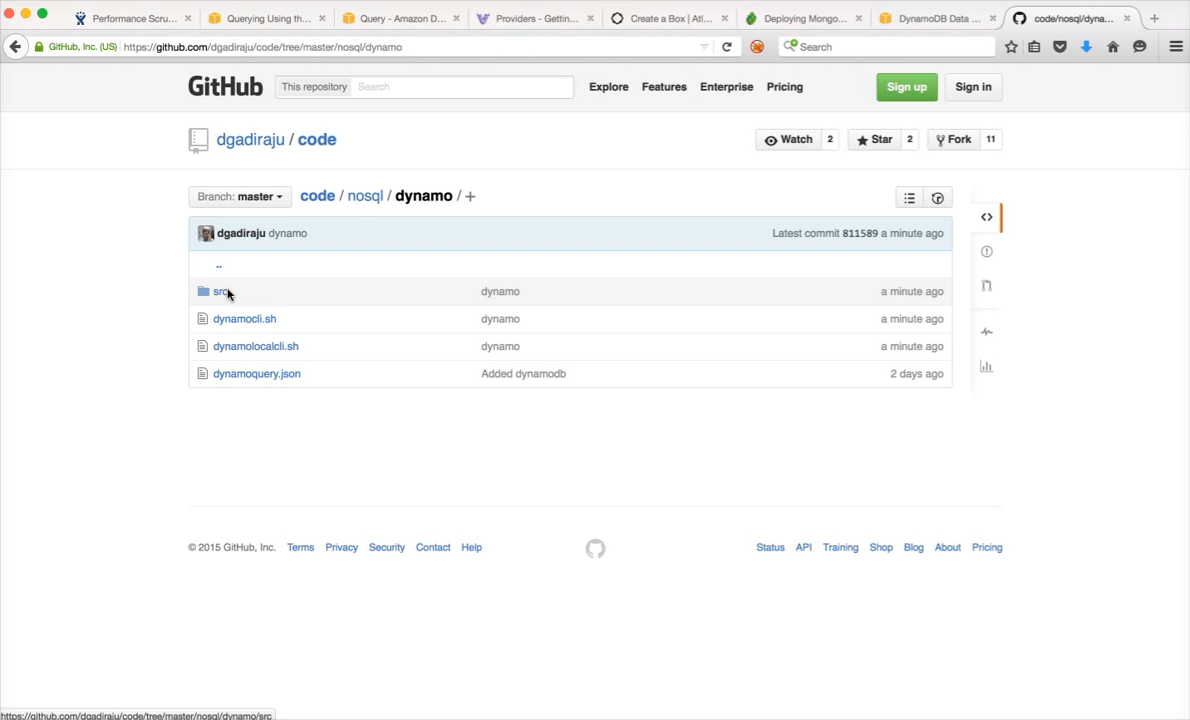 Performance Scru...
Querying Using th...
Query - Amazon D...
Providers - Gettin...
Create a Box | Atl...
Deploying Mongo...
DynamoDB Data ...
code/nosql/dyna...
GitHub, Inc. (US)
https://github.com/dgadiraju/code/tree/master/nosql/dynamo
Search
GitHub
This repository
Search
Explore
Features
Enterprise
Pricing
Sign up
Sign in
dgadiraju / code
Watch 2
Star 2
Fork 11
Branch: master
code / nosql / dynamo / +
dgadiraju dynamo
Latest commit 811589 a minute ago
..
src dynamo a minute ago
dynamocli.sh dynamo a minute ago
dynamolocalcli.sh dynamo a minute ago
dynamoquery.json Added dynamodb 2 days ago
© 2015 GitHub, Inc. Terms Privacy Security Contact Help
Status API Training Shop Blog About Pricing
https://github.com/dgadiraju/code/tree/master/nosql/dynamo/src